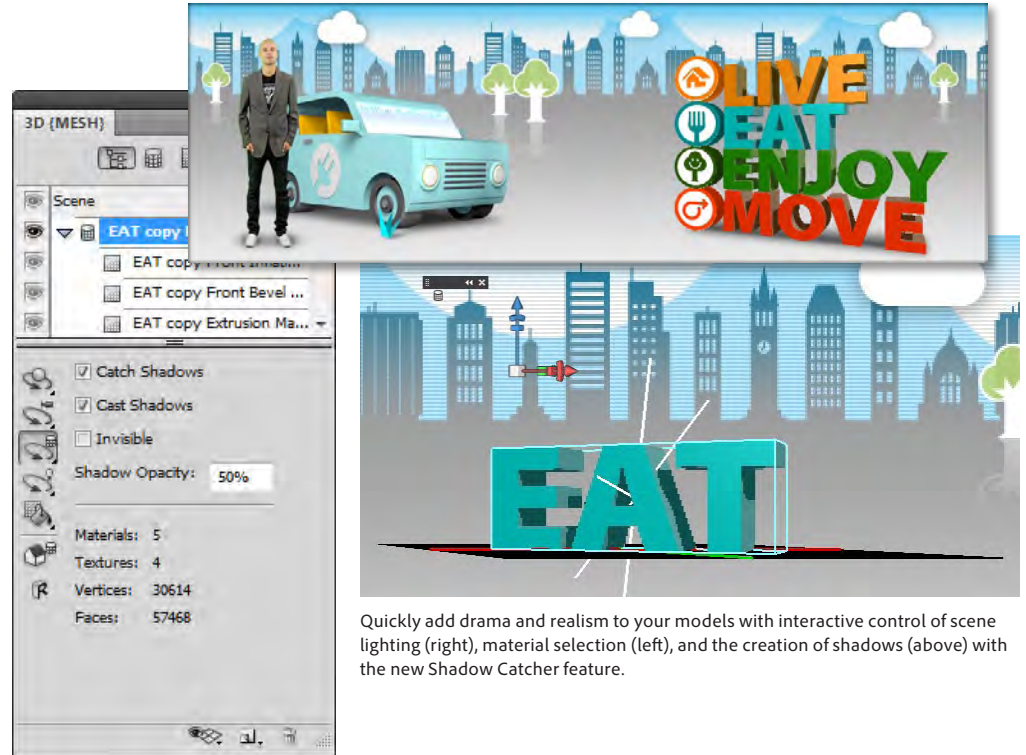 LIVE
EAT
ENJOY
MOVE
3D {MESH}
Scene
EAT copy
EAT copy Front
EAT copy Front Bevel ...
EAT copy Extrusion Ma...
Catch Shadows
Cast Shadows
Invisible
Shadow Opacity: 50%
Materials: 5
Textures: 4
Vertices: 30614
Faces: 57468
EAT
Quickly add drama and realism to your models with interactive control of scene
lighting (right), material selection (left), and the creation of shadows (above) with
the new Shadow Catcher feature.